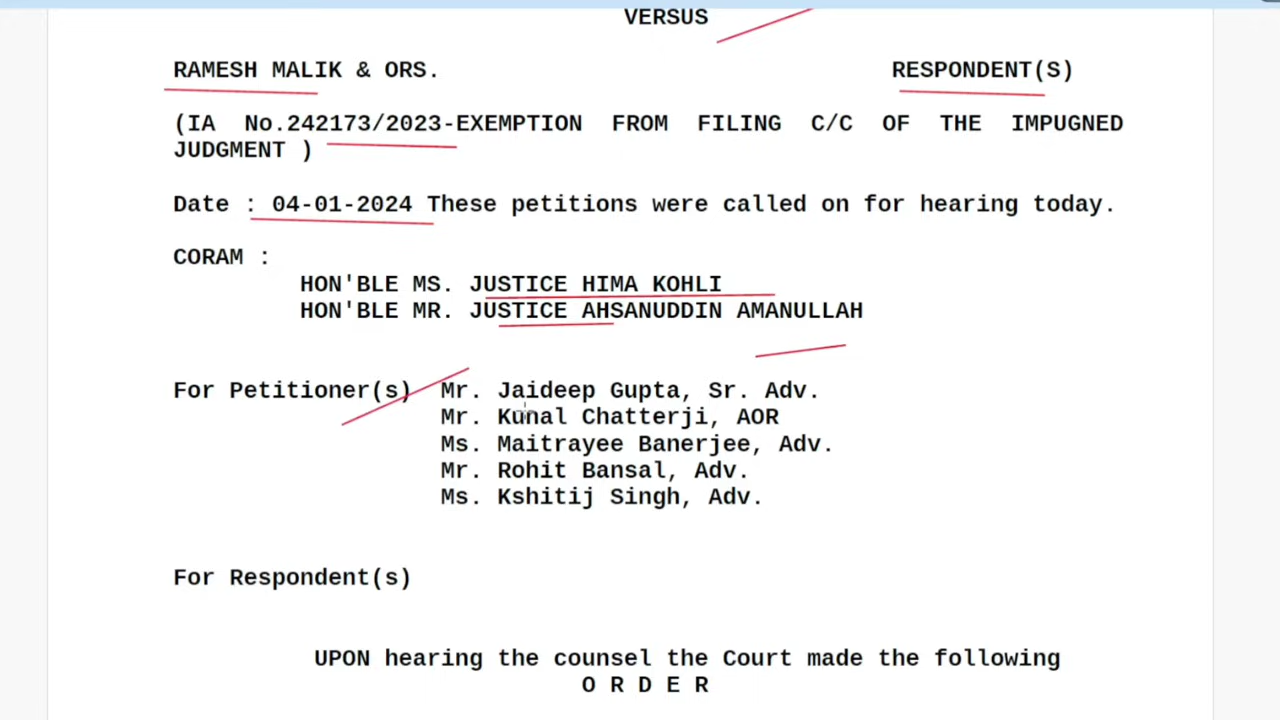 VERSUS
RAMESH MALIK & ORS. RESPONDENT(S)
(IA No.242173/2023-EXEMPTION FROM FILING C/C OF THE IMPUGNED
JUDGMENT )
Date : 04-01-2024 These petitions were called on for hearing today.
CORAM :
HON'BLE MS. JUSTICE HIMA KOHLI
HON'BLE MR. JUSTICE AHSANUDDIN AMANULLAH
For Petitioner(s) Mr. Jaideep Gupta, Sr. Adv.
Mr. Kunal Chatterji, AOR
Ms. Maitrayee Banerjee, Adv.
Mr. Rohit Bansal, Adv.
Ms. Kshitij Singh, Adv.
For Respondent(s)
UPON hearing the counsel the Court made the following
O R D E R